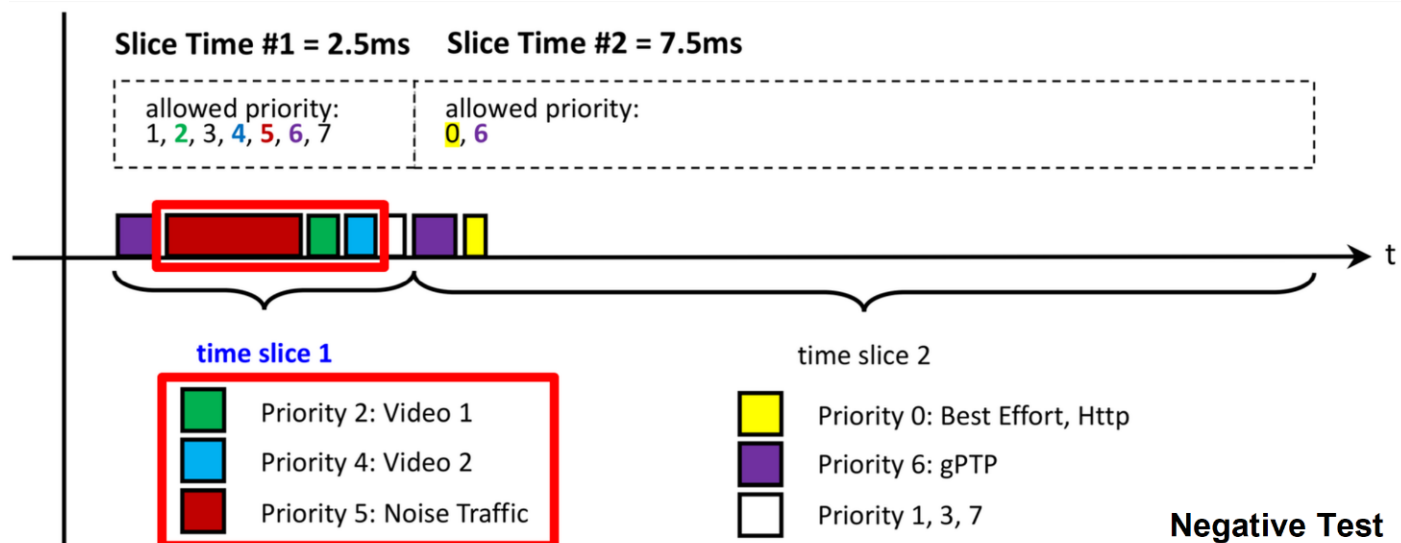 Slice Time #1 = 2.5ms Slice Time #2 = 7.5ms
allowed priority:
1, 2, 3, 4, 5, 6, 7
allowed priority:
0, 6
t
time slice 1
time slice 2
Priority 2: Video 1
Priority 4: Video 2
Priority 5: Noise Traffic
Priority 0: Best Effort, Http
Priority 6: gPTP
Priority 1, 3, 7
Negative Test